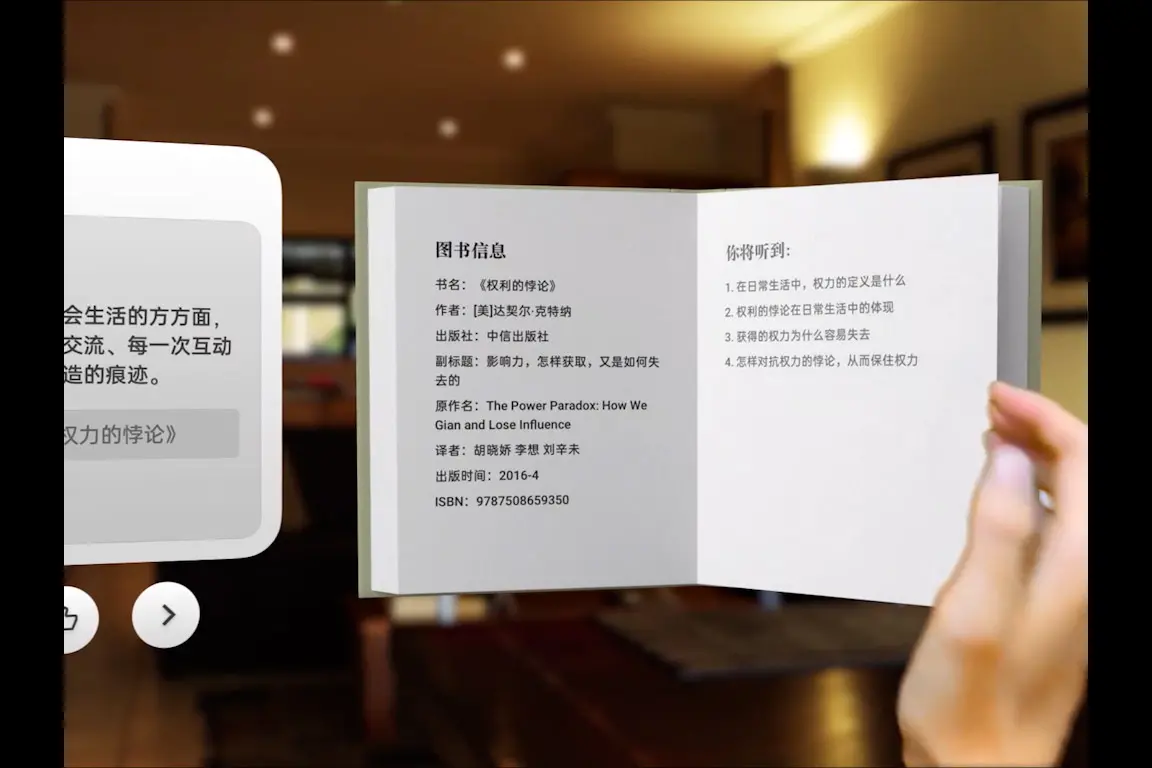 会生活的方方面，
交流、每一次互动
造的痕迹。
权力的悖论》
图书信息
书名：《权利的悖论》
作者：[美]达契尔·克特纳
出版社：中信出版社
副标题：影响力，怎样获取，又是如何失
去的
原作名：The Power Paradox: How We
Gian and Lose Influence
译者：胡晓娇 李想 刘辛未
出版时间：2016-4
ISBN：9787508659350
你将听到:
1. 在日常生活中，权力的定义是什么
2. 权利的悖论在日常生活中的体现
3. 获得的权力为什么容易失去
4. 怎样对抗权力的悖论，从而保住权力